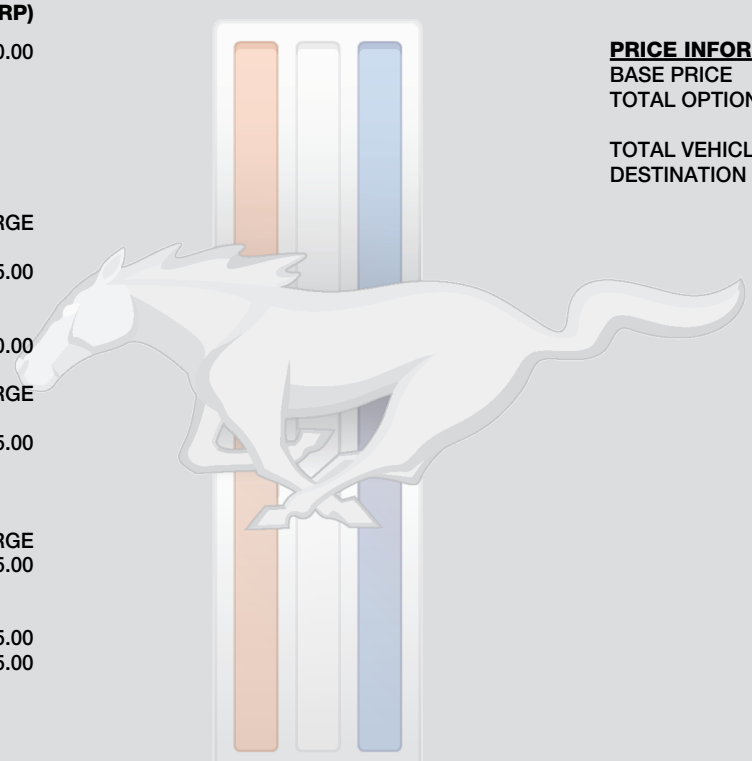 RP)
0.00
RGE
5.00
0.00
RGE
5.00
RGE
5.00
5.00
5.00
PRICE INFOR
BASE PRICE
TOTAL OPTION
TOTAL VEHICL
DESTINATION